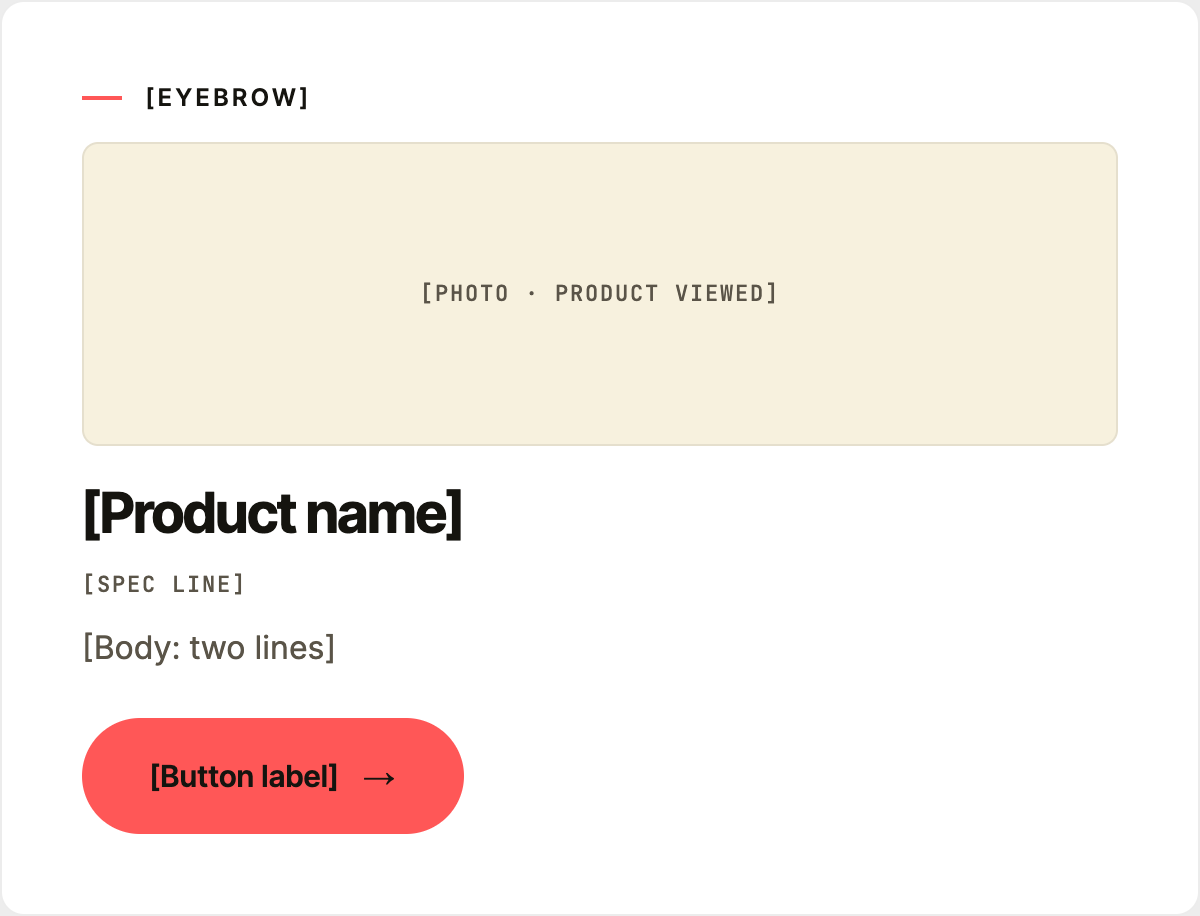 [EYEBROW]
[PHOTO · PRODUCT VIEWED]
[Product name]
[SPEC LINE]
[Body: two lines]
[Button label] →